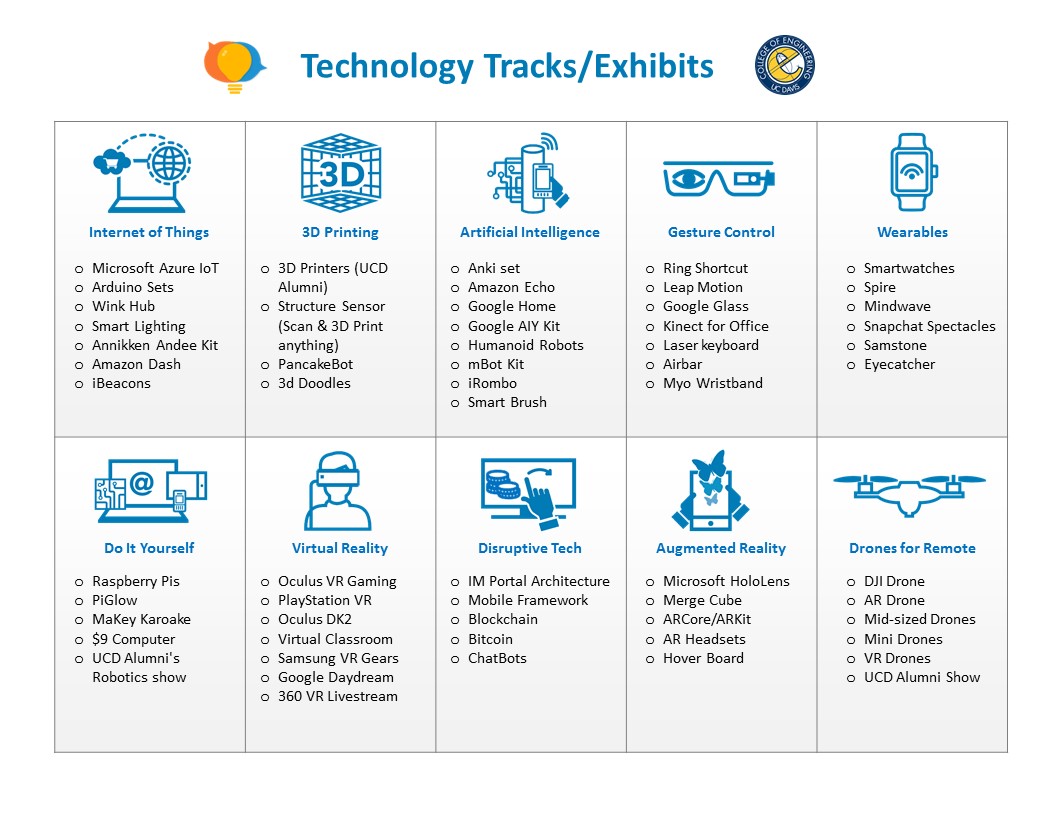 Technology Tracks/Exhibits
COLLEGE OF ENGINEERING
UC DAVIS
Internet of Things
o Microsoft Azure IoT
o Arduino Sets
o Wink Hub
o Smart Lighting
o Annikken Andee Kit
o Amazon Dash
o iBeacons
3D
3D Printing
o 3D Printers (UCD
Alumni)
o Structure Sensor
(Scan & 3D Print
anything)
o PancakeBot
o 3d Doodles
Artificial Intelligence
o Anki set
o Amazon Echo
o Google Home
o Google AIY Kit
o Humanoid Robots
o mBot Kit
o iRombo
o Smart Brush
Gesture Control
o Ring Shortcut
o Leap Motion
o Google Glass
o Kinect for Office
o Laser keyboard
o Airbar
o Myo Wristband
Wearables
o Smartwatches
o Spire
o Mindwave
o Snapchat Spectacles
o Samstone
o Eyecatcher
@
Do It Yourself
o Raspberry Pis
o PiGlow
o MaKey Karoake
o $9 Computer
o UCD Alumni's
Robotics show
Virtual Reality
o Oculus VR Gaming
o PlayStation VR
o Oculus DK2
o Virtual Classroom
o Samsung VR Gears
o Google Daydream
o 360 VR Livestream
Disruptive Tech
o IM Portal Architecture
o Mobile Framework
o Blockchain
o Bitcoin
o ChatBots
Augmented Reality
o Microsoft HoloLens
o Merge Cube
o ARCore/ARKit
o AR Headsets
o Hover Board
Drones for Remote
o DJI Drone
o AR Drone
o Mid-sized Drones
o Mini Drones
o VR Drones
o UCD Alumni Show